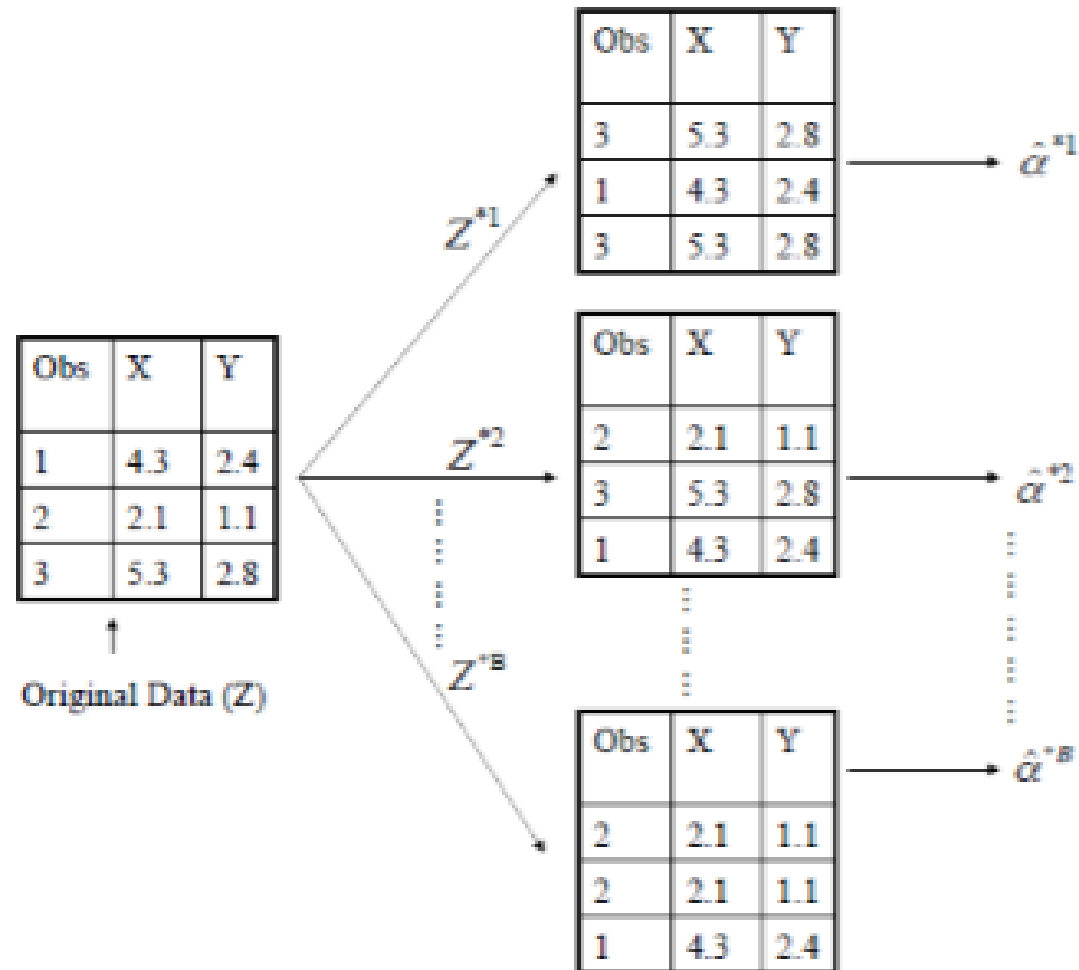 Obs X Y
3 5.3 2.8
1 4.3 2.4
3 5.3 2.8
α̂*1
Z*1
Obs X Y
1 4.3 2.4
2 2.1 1.1
3 5.3 2.8
Original Data (Z)
Z*2
Obs X Y
2 2.1 1.1
3 5.3 2.8
1 4.3 2.4
α̂*2
Z*B
Obs X Y
2 2.1 1.1
2 2.1 1.1
1 4.3 2.4
α̂*B